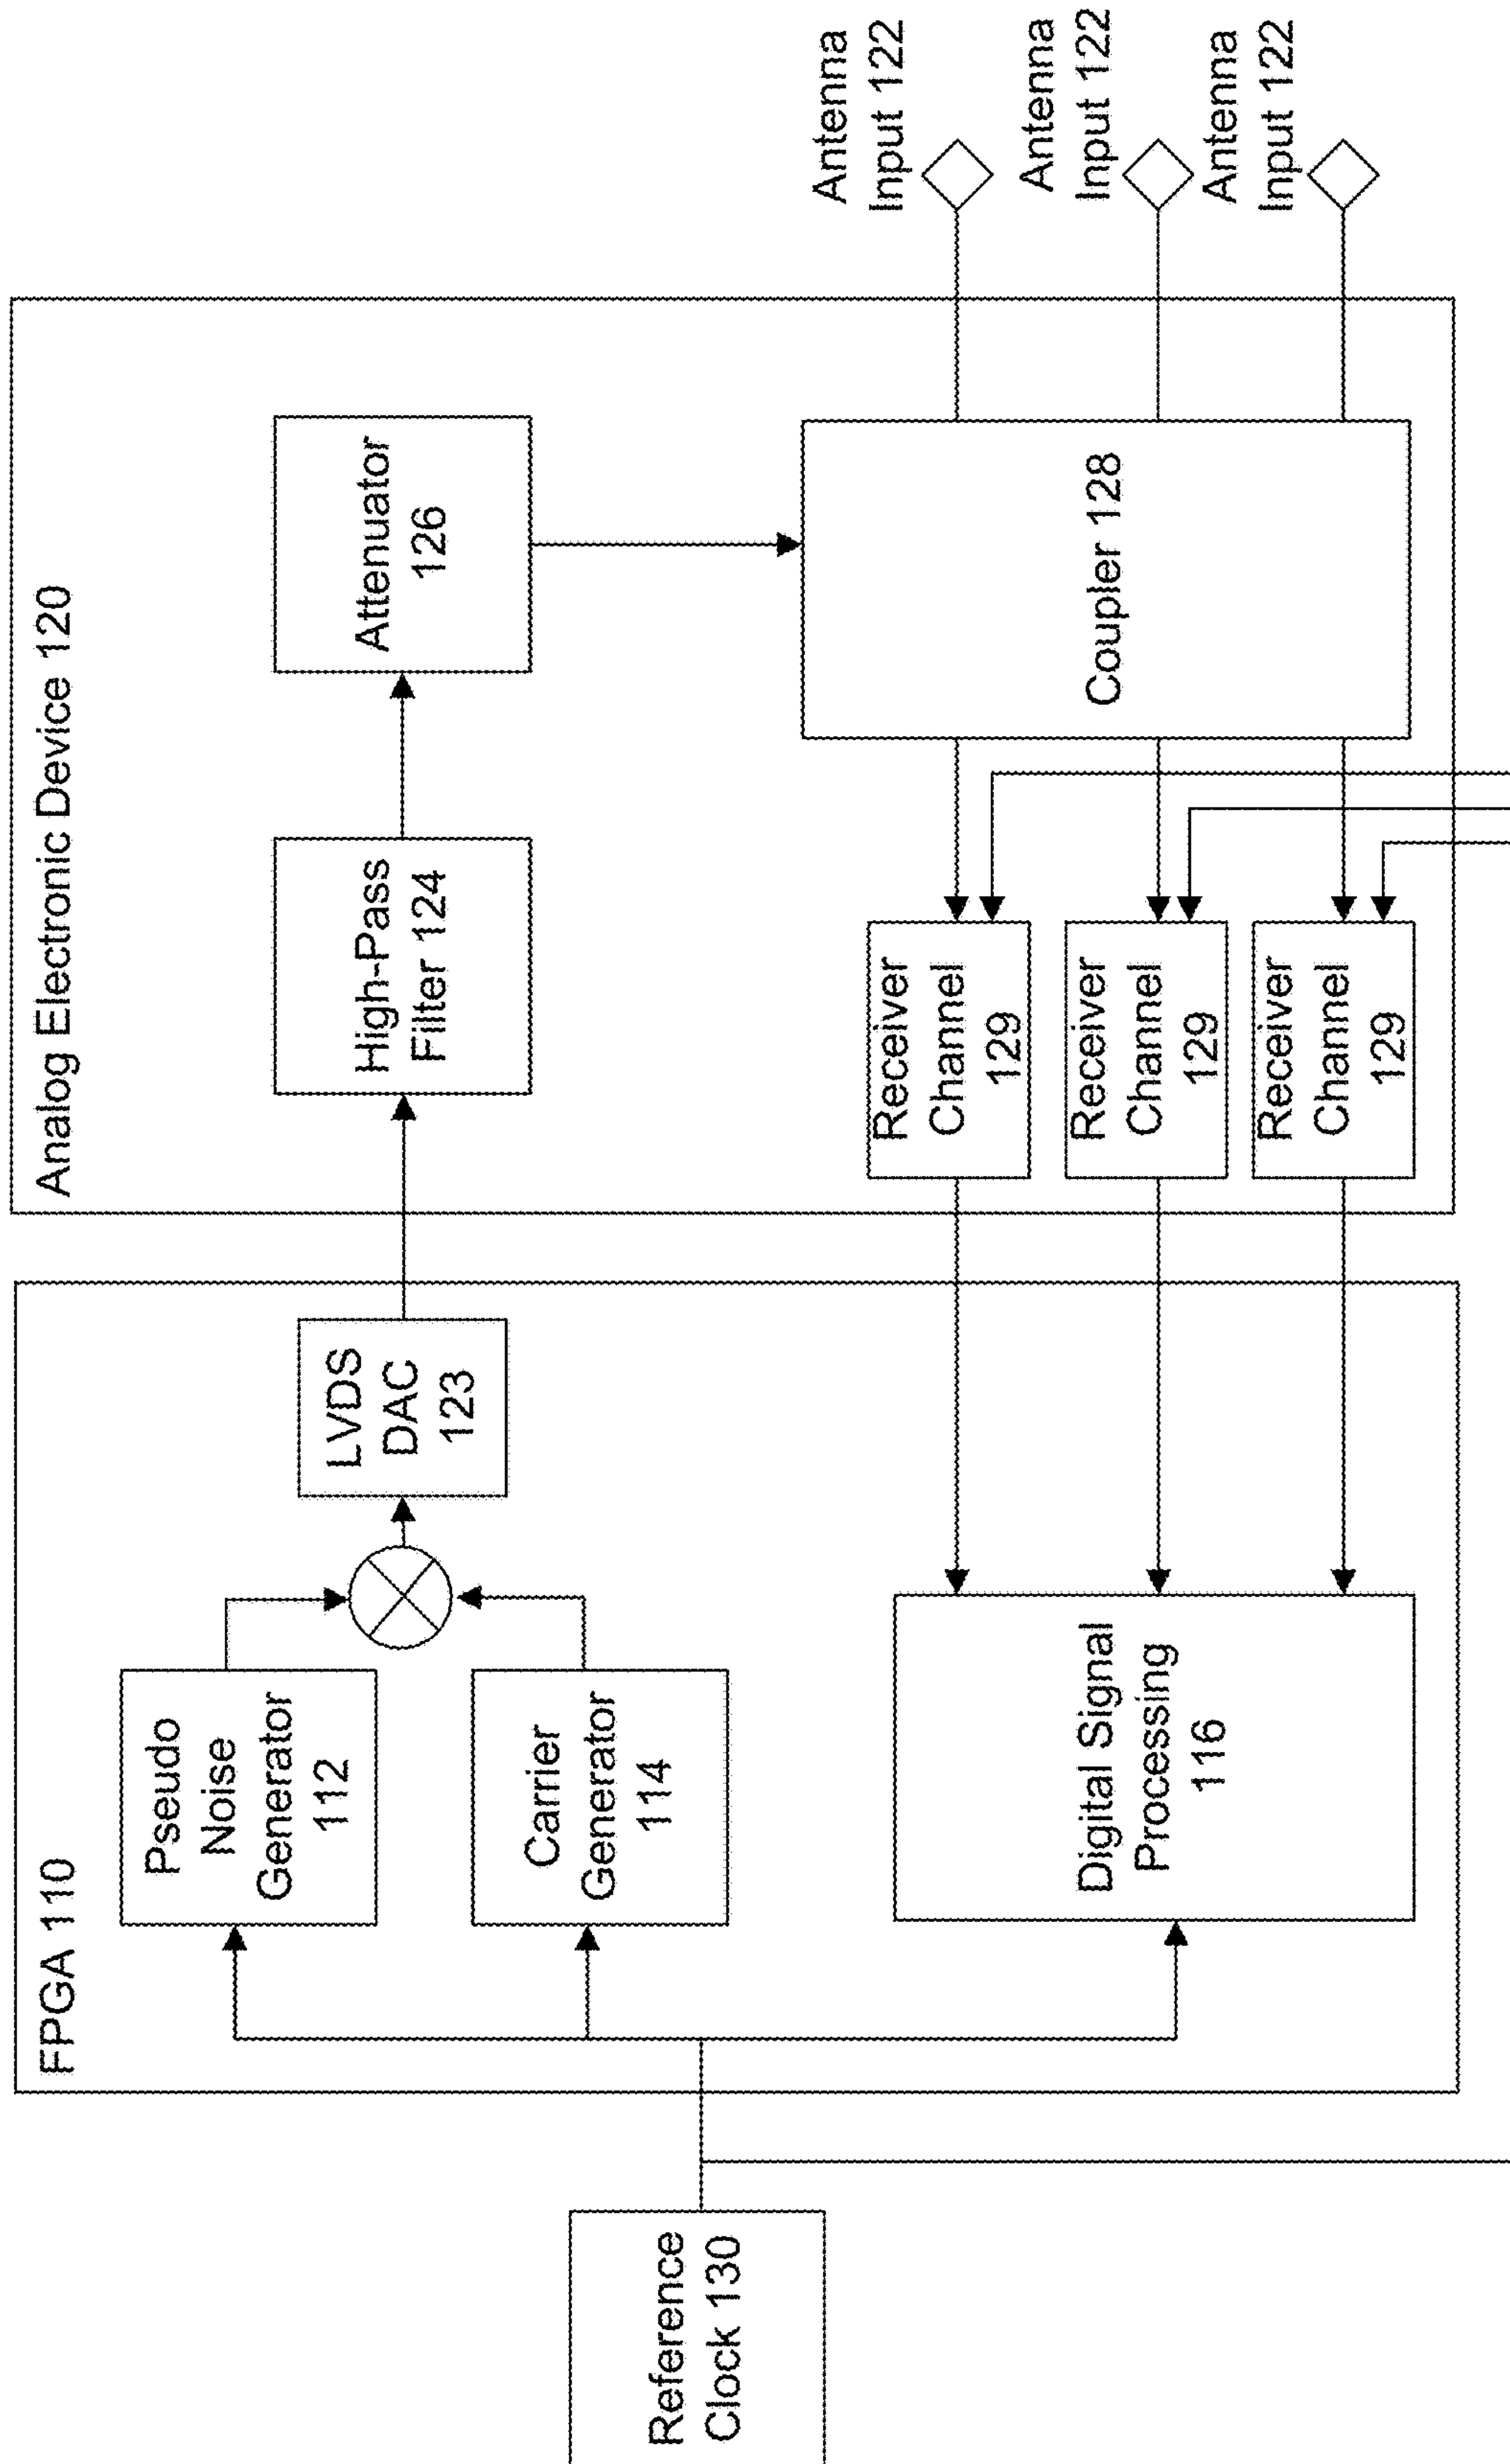 FPGA 110
Pseudo
Noise
Generator
112
Carrier
Generator
114
LVDS
DAC
123
Digital Signal
Processing
116
Reference
Clock 130
Analog Electronic Device 120
High-Pass
Filter 124
Attenuator
126
Coupler 128
Receiver
Channel
129
Receiver
Channel
129
Receiver
Channel
129
Antenna
Input 122
Antenna
Input 122
Antenna
Input 122